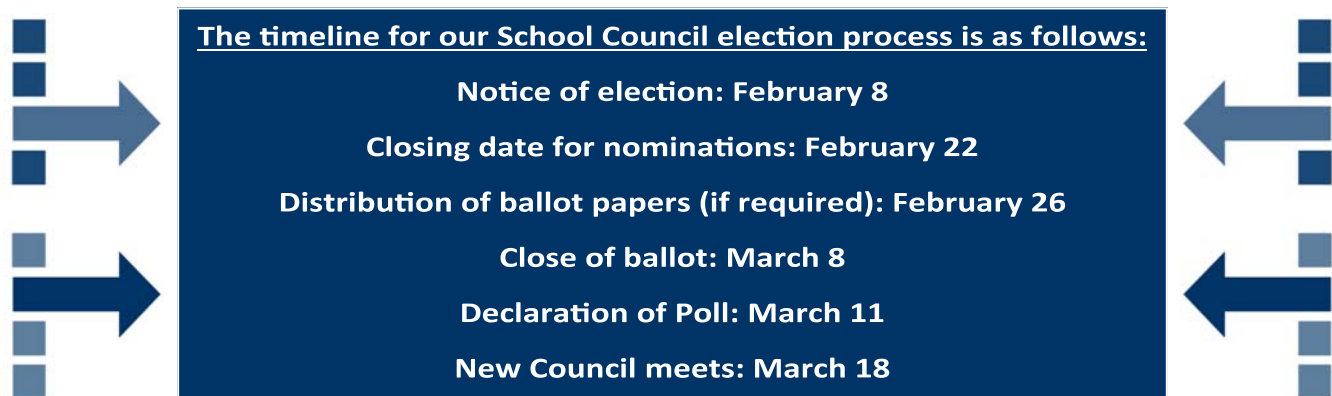 The timeline for our School Council election process is as follows:
Notice of election: February 8
Closing date for nominations: February 22
Distribution of ballot papers (if required): February 26
Close of ballot: March 8
Declaration of Poll: March 11
New Council meets: March 18